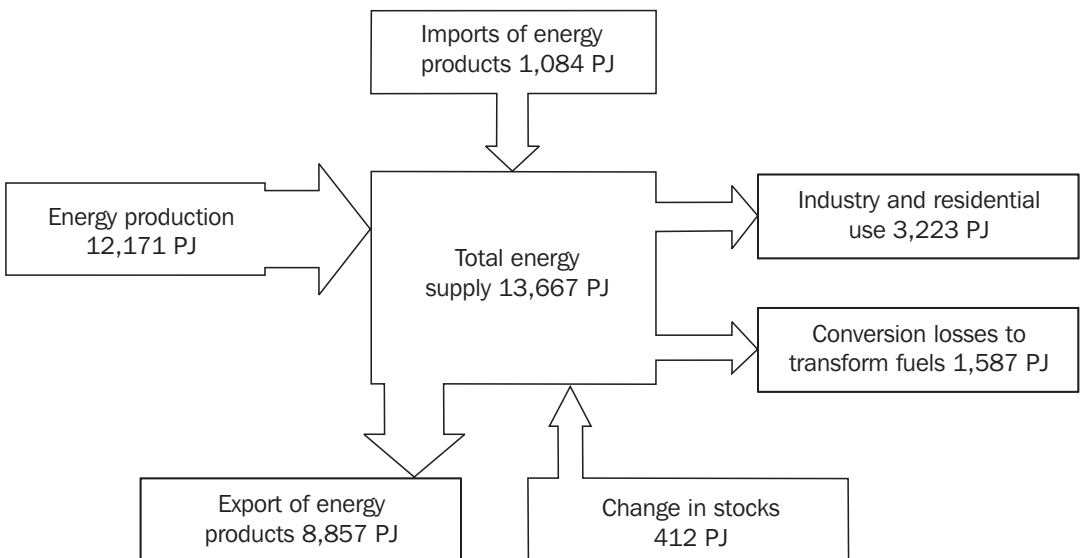 Imports of energy
products 1,084 PJ
Energy production
12,171 PJ
Total energy
supply 13,667 PJ
Industry and residential
use 3,223 PJ
Conversion losses to
transform fuels 1,587 PJ
Export of energy
products 8,857 PJ
Change in stocks
412 PJ